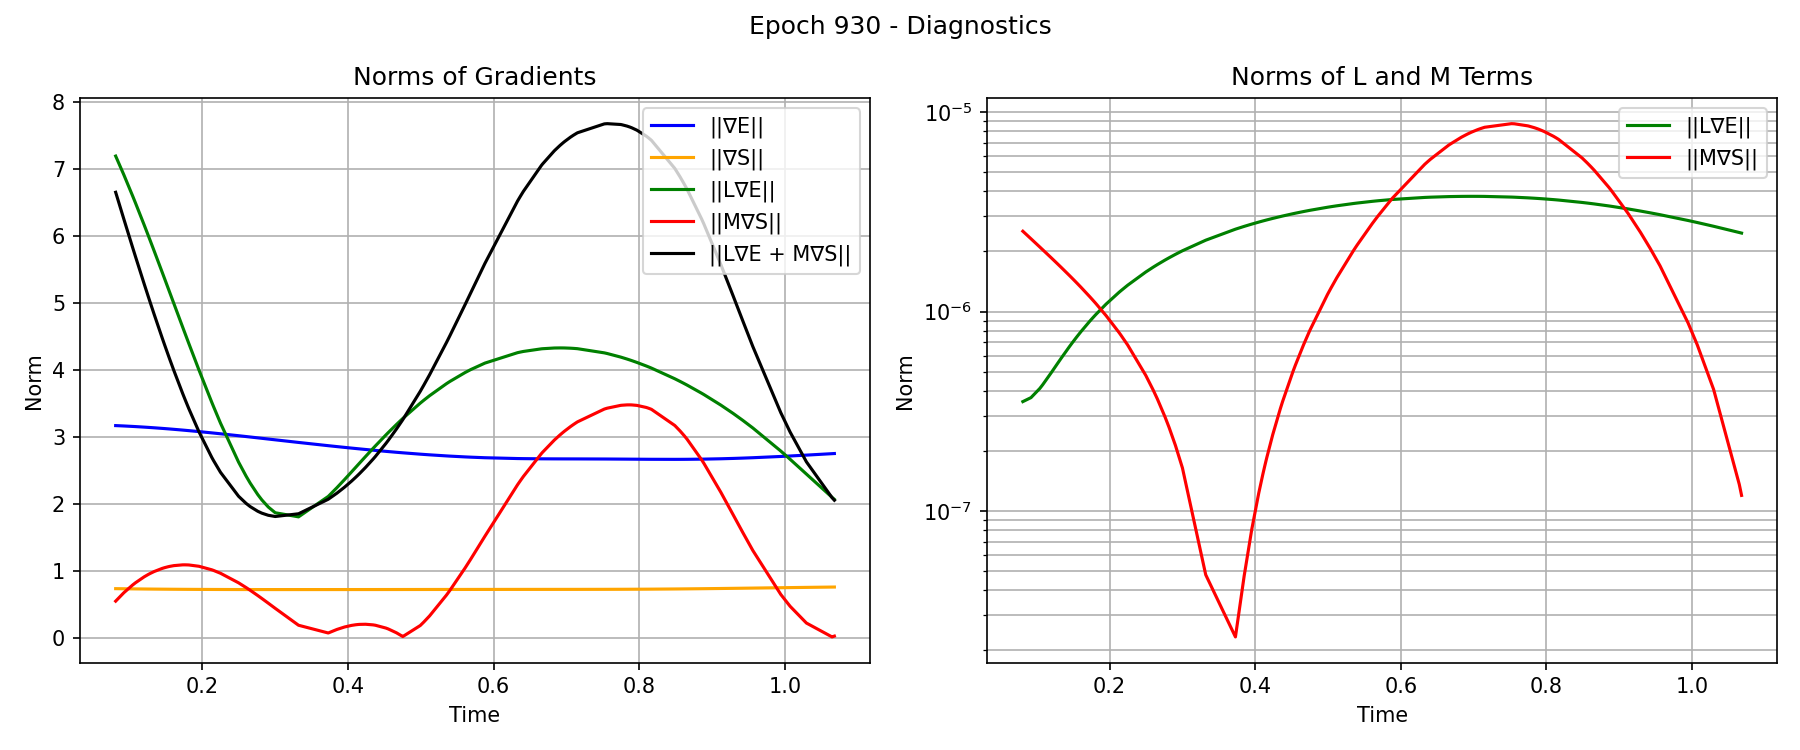 Epoch 930 - Diagnostics
Norms of Gradients
8
7
6
5
4
3
2
1
0
Norm
0.2
0.4
0.6
0.8
1.0
Time
||∇E||
||∇S||
||L∇E||
||M∇S||
||L∇E + M∇S||
Norms of L and M Terms
10⁻⁵
10⁻⁶
10⁻⁷
Norm
0.2
0.4
0.6
0.8
1.0
Time
||L∇E||
||M∇S||